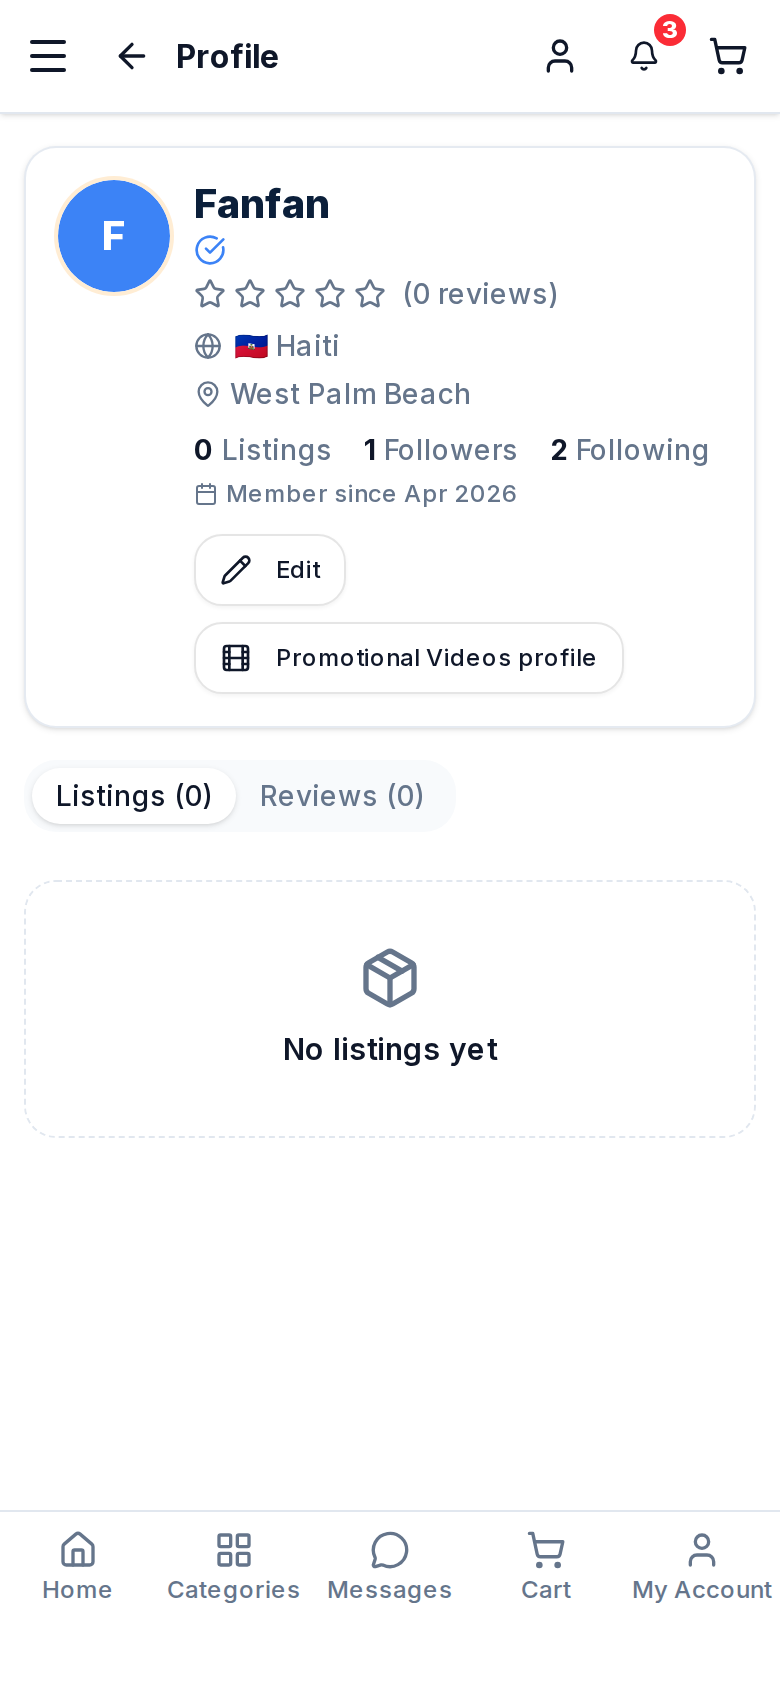 Profile
3
F
Fanfan
(0 reviews)
🇭🇹 Haiti
West Palm Beach
0 Listings 1 Followers 2 Following
Member since Apr 2026
Edit
Promotional Videos profile
Listings (0) Reviews (0)
No listings yet
Home Categories Messages Cart My Account